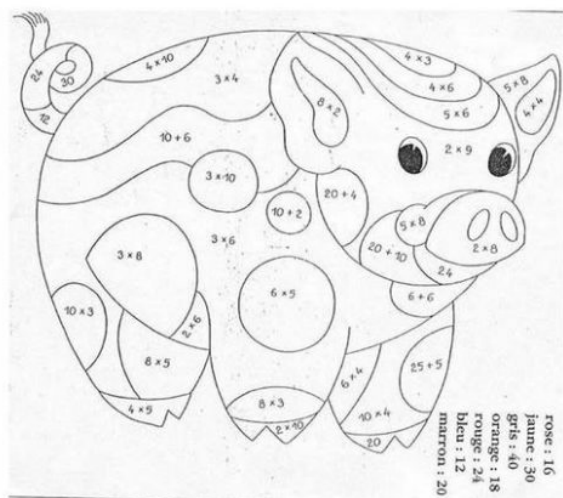 4 × 10
4 × 3
24
30
3 × 4
4 × 6
5 × 8
5 × 6
8 × 2
4 × 4
12
10 + 6
2 × 9
3 × 10
20 + 4
10 + 2
5 × 8
3 × 6
20 + 10
2 × 8
24
3 × 8
6 × 5
6 + 6
10 × 3
2 × 6
8 × 5
6 × 4
25 + 5
8 × 3
4 × 5
10 × 4
2 × 10
20
rose : 16
jaune : 30
gris : 40
orange : 18
rouge : 24
bleu : 12
marron : 20